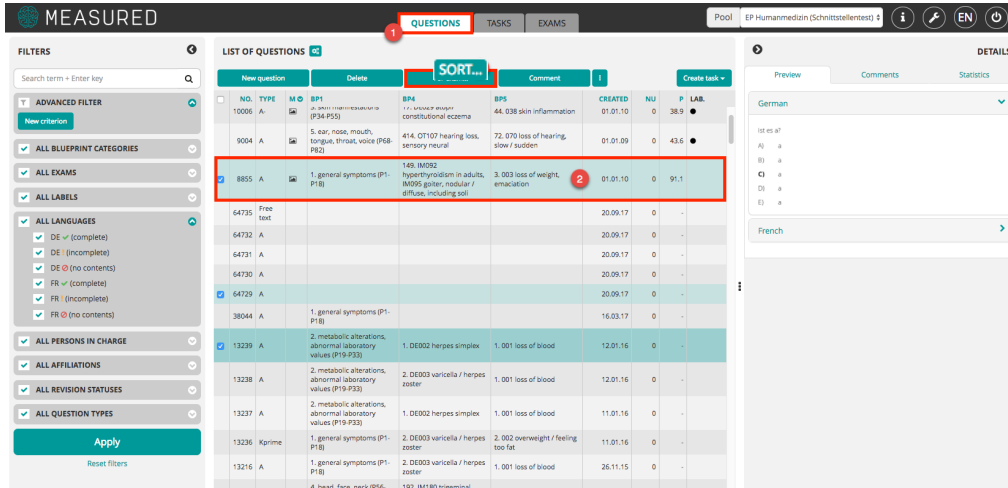 MEASURED
QUESTIONS TASKS EXAMS
Pool EP Humanmedizin (Schnittstellentest) i EN
1
FILTERS
Search term + Enter key
ADVANCED FILTER
New criterion
ALL BLUEPRINT CATEGORIES
ALL EXAMS
ALL LABELS
ALL LANGUAGES
DE (complete)
DE ! (incomplete)
DE (no contents)
FR (complete)
FR ! (incomplete)
FR (no contents)
ALL PERSONS IN CHARGE
ALL AFFILIATIONS
ALL REVISION STATUSES
ALL QUESTION TYPES
Apply
Reset filters
LIST OF QUESTIONS
SORT...
New question Delete Comment Create task
NO. TYPE M BP1 BP4 BP5 CREATED NU P LAB.
10006 A- (P34-P55) constitutional eczema 44. 038 skin inflammation 01.01.10 0 38.9
5. ear, nose, mouth,
9004 A tongue, throat, voice (P68- 414. OT107 hearing loss, 72. 070 loss of hearing, 01.01.09 0 43.6
P82) sensory neural slow / sudden
149. IM092
8855 A 1. general symptoms (P1- hyperthyroidism in adults, 3. 003 loss of weight, 2 01.01.10 0 91.1
P18) IM095 goiter, nodular / emaciation
diffuse, including soli
64735 Free 20.09.17 0 -
text
64732 A 20.09.17 0 -
64731 A 20.09.17 0 -
64730 A 20.09.17 0 -
64729 A 20.09.17 0 -
38044 A 1. general symptoms (P1- 16.03.17 0 -
P18)
2. metabolic alterations,
13239 A abnormal laboratory 1. DE002 herpes simplex 1. 001 loss of blood 12.01.16 0 -
values (P19-P33)
2. metabolic alterations,
13238 A abnormal laboratory 2. DE003 varicella / herpes 1. 001 loss of blood 12.01.16 0 -
values (P19-P33) zoster
2. metabolic alterations,
13237 A abnormal laboratory 1. DE002 herpes simplex 1. 001 loss of blood 11.01.16 0 -
values (P19-P33)
13236 Kprime 1. general symptoms (P1- 2. DE003 varicella / herpes 2. 002 overweight / feeling 11.01.16 0 -
P18) zoster too fat
13216 A 1. general symptoms (P1- 2. DE003 varicella / herpes 1. 001 loss of blood 26.11.15 0 -
P18) zoster
4. head, face, neck (P56- 192. IM180 trigeminal
DETAILS
Preview Comments Statistics
German
Ist es a?
A) a
B) a
C) a
D) a
E) a
French